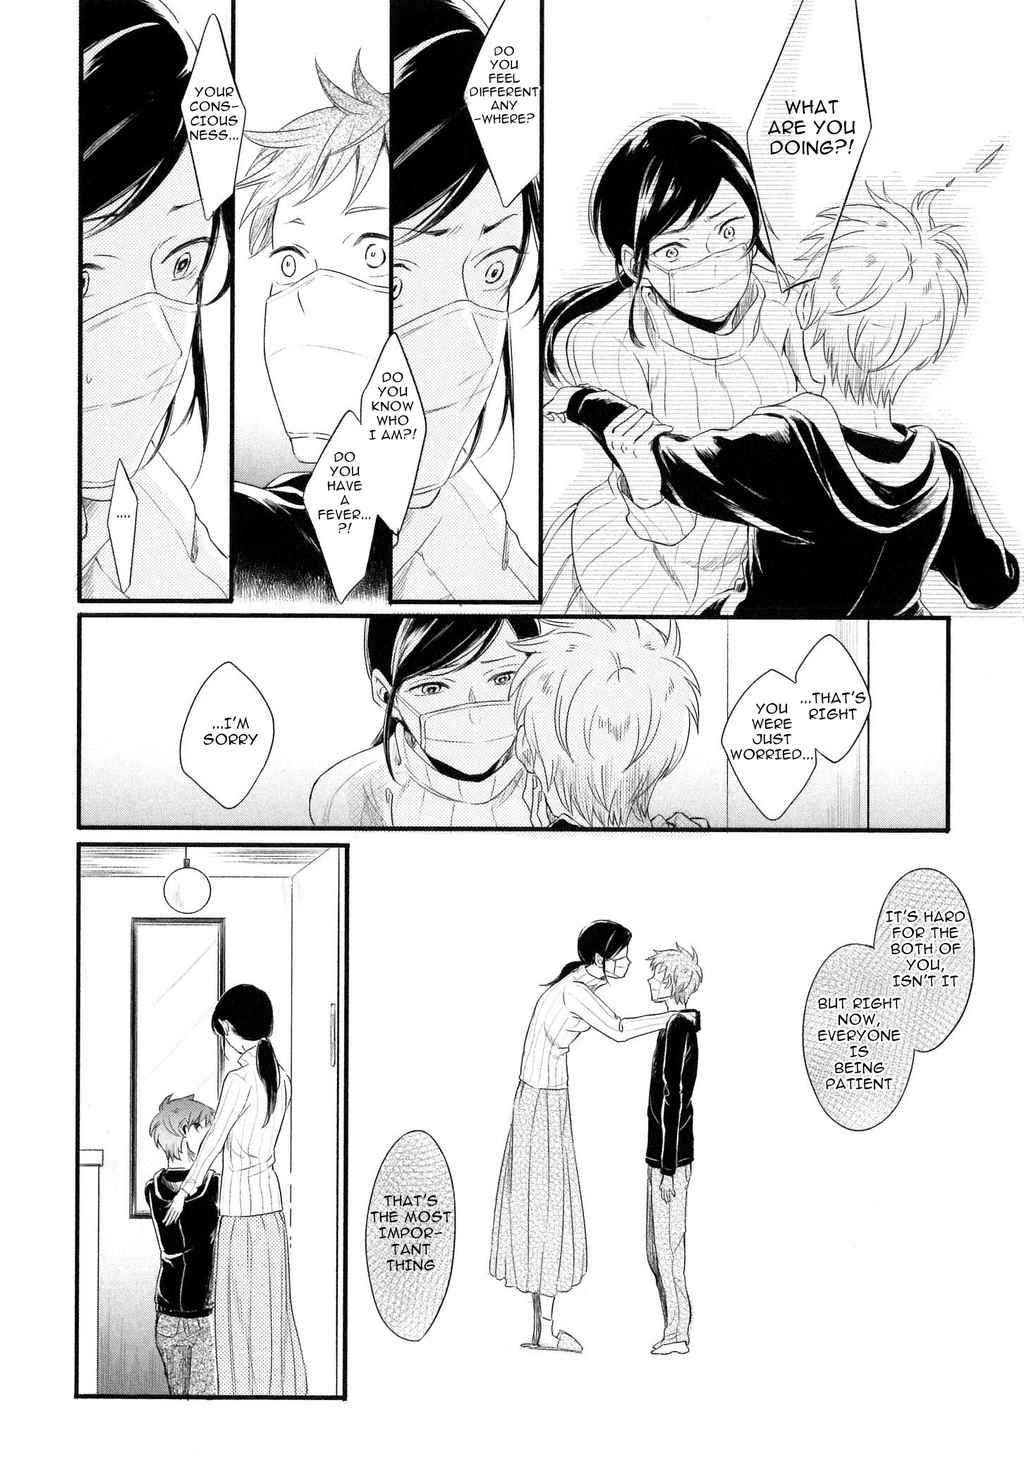 WHAT
ARE YOU
DOING?!
DO
YOU
FEEL
DIFFERENT
ANY
-WHERE?
DO
YOU
KNOW
WHO
I AM?!
DO
YOU
HAVE
A
FEVER...
?!
YOUR
CONS-
CIOUS
NESS...
....
...THAT'S
RIGHT
YOU
WERE
JUST
WORRIED...
...I'M
SORRY
IT'S HARD
FOR THE
BOTH OF
YOU,
ISN'T IT
BUT RIGHT
NOW,
EVERYONE
IS
BEING
PATIENT
THAT'S
THE MOST
IMPOR-
TANT
THING